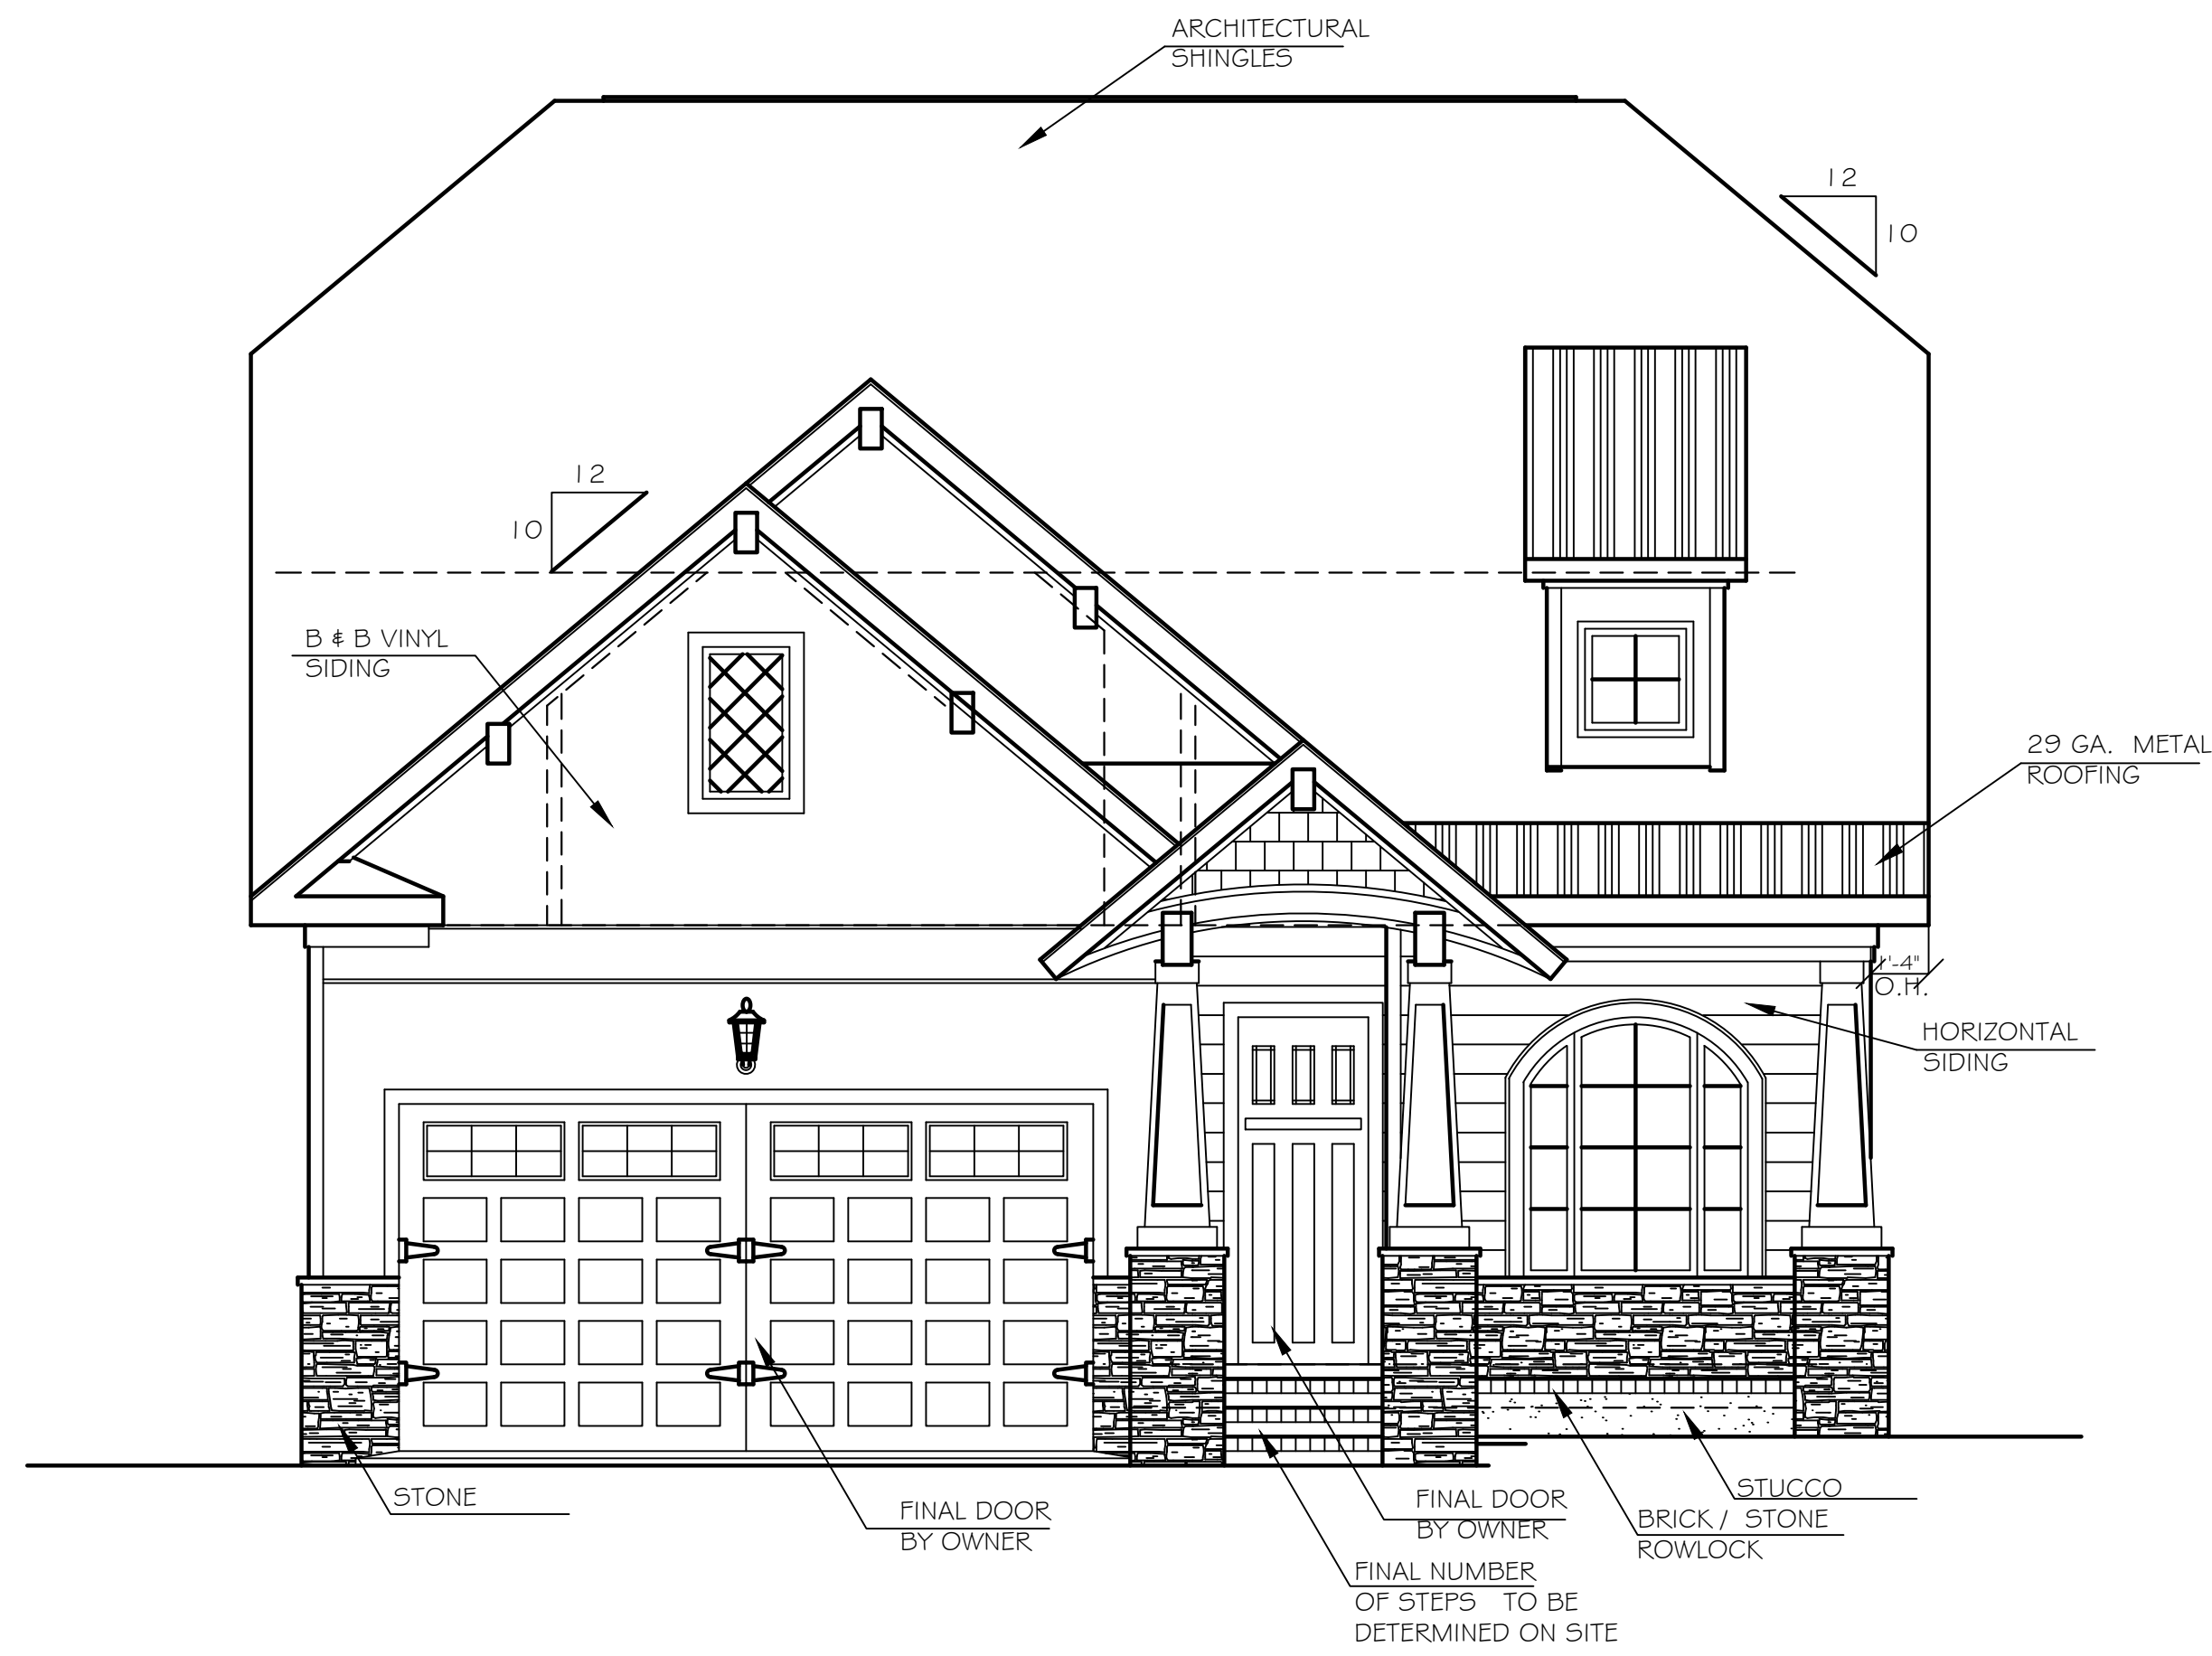 ARCHITECTURAL
SHINGLES
12
10
12
10
B & B VINYL
SIDING
29 GA. METAL
ROOFING
1'-4"
O.H.
HORIZONTAL
SIDING
STONE
FINAL DOOR
BY OWNER
FINAL DOOR
BY OWNER
STUCCO
BRICK / STONE
ROWLOCK
FINAL NUMBER
OF STEPS TO BE
DETERMINED ON SITE